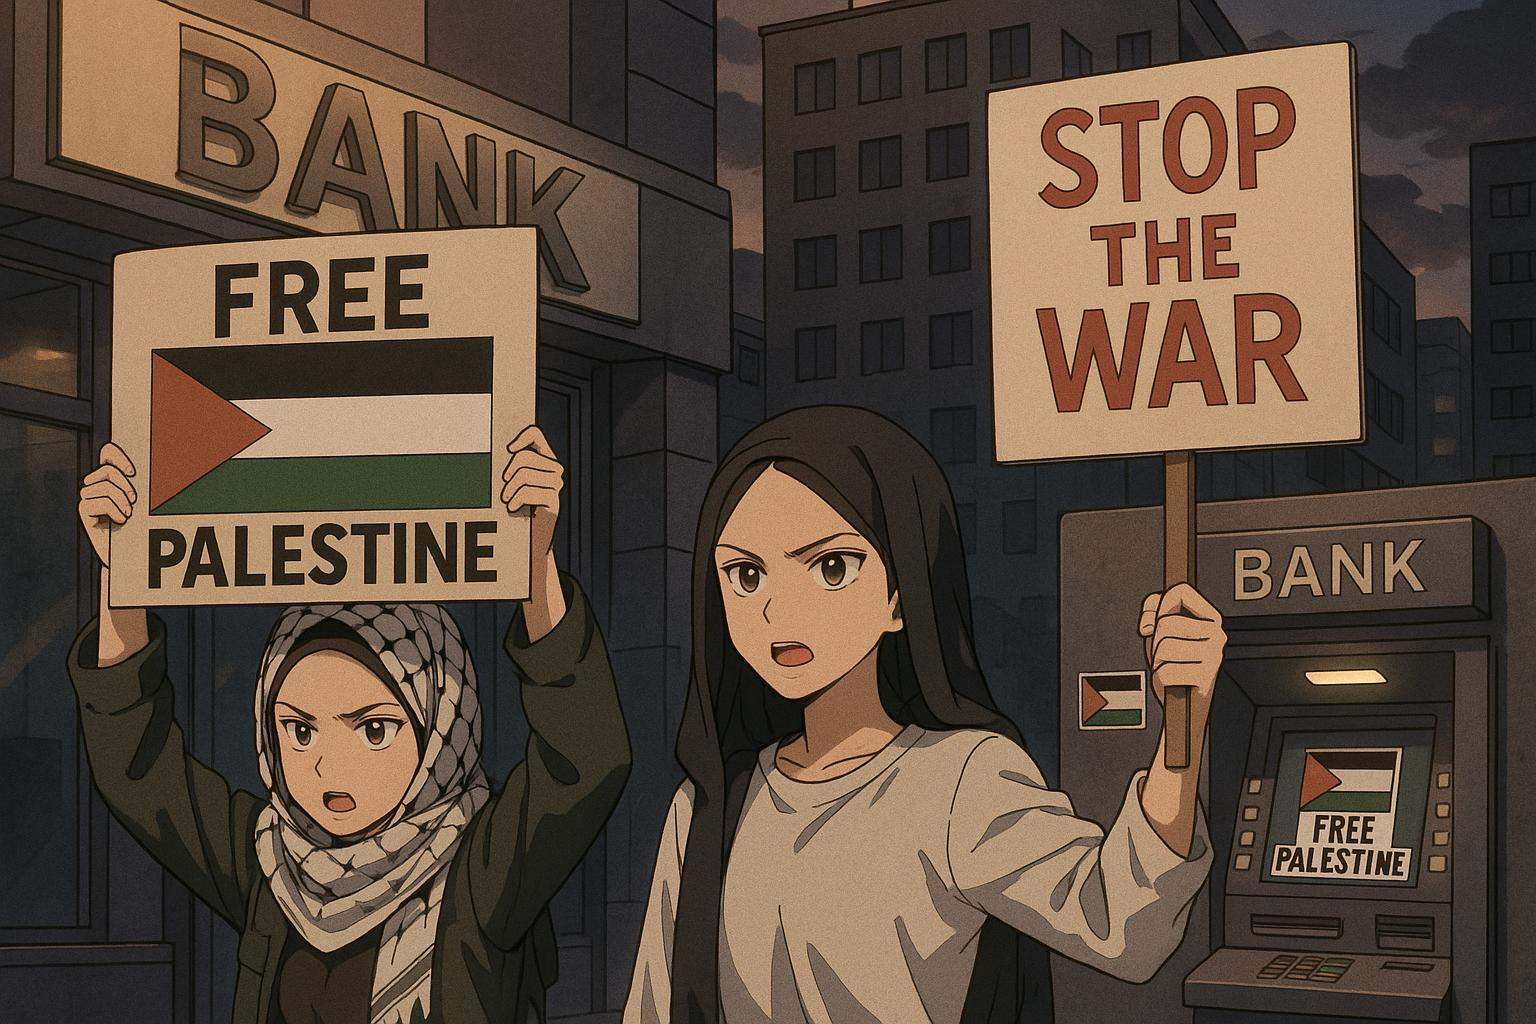 BANK
FREE
PALESTINE
STOP
THE
WAR
BANK
FREE
PALESTINE